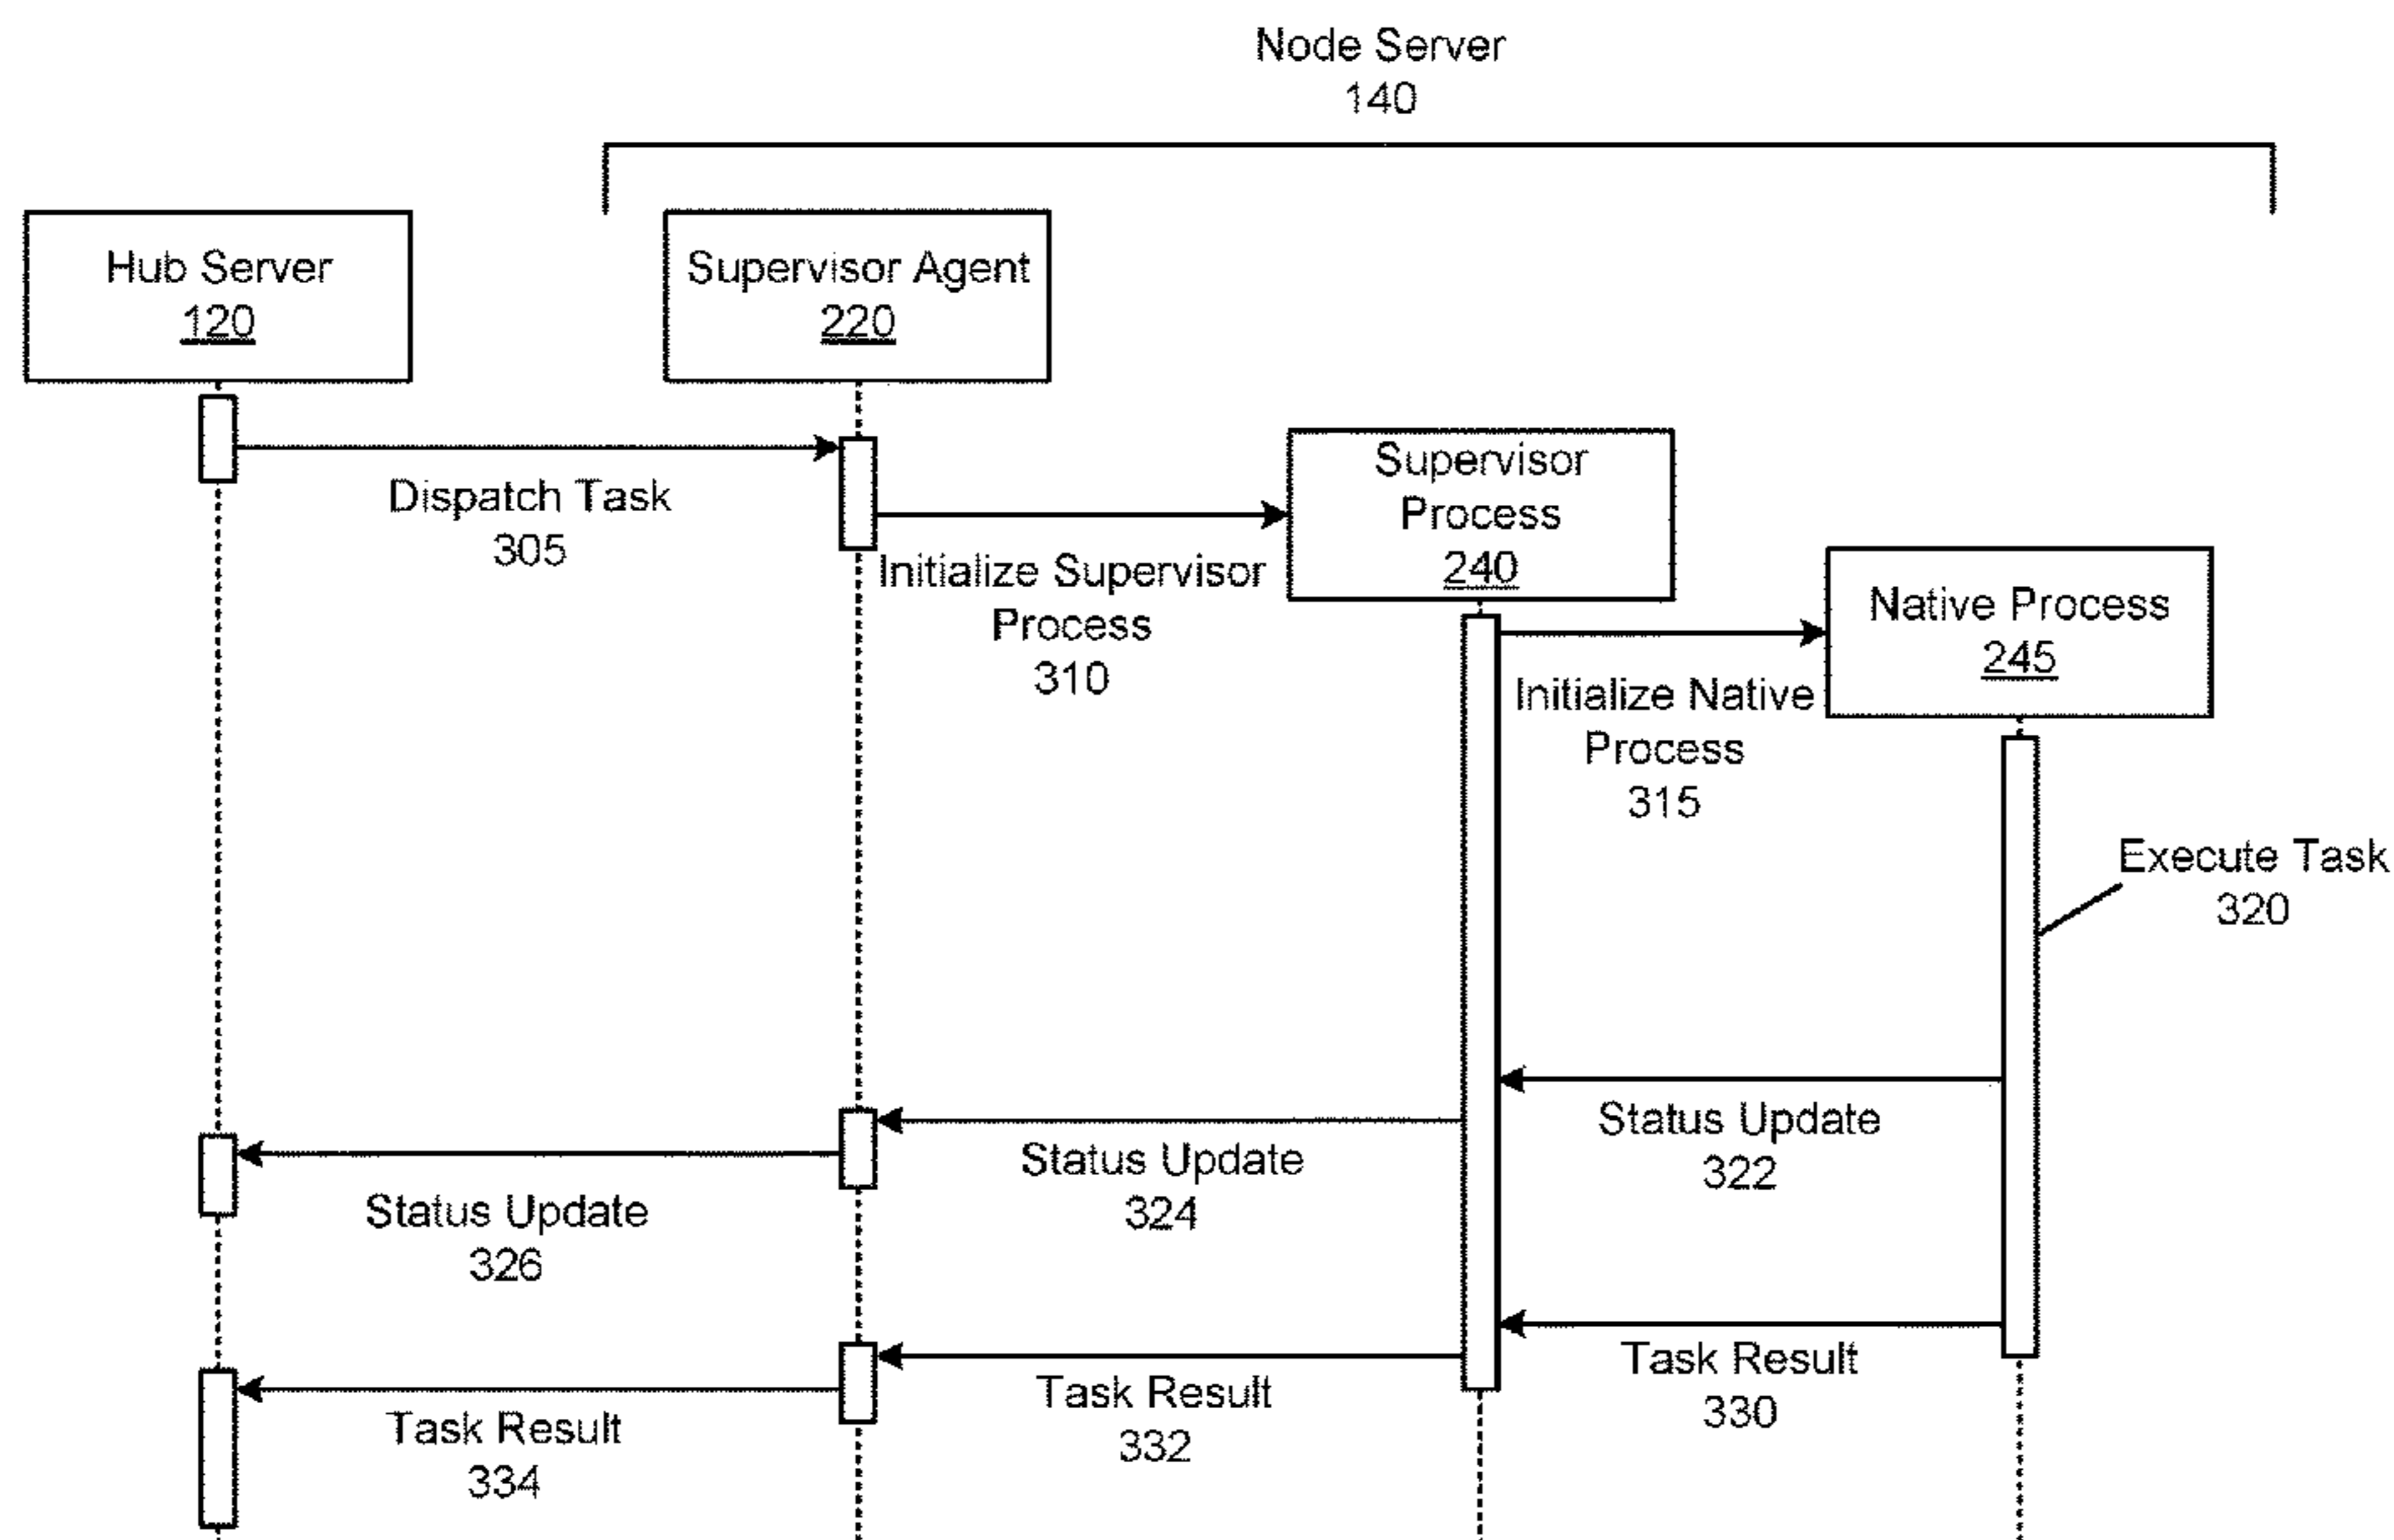 Node Server
140
Hub Server
120
Supervisor Agent
220
Dispatch Task
305
Supervisor
Process
240
Initialize Supervisor
Process
310
Native Process
245
Initialize Native
Process
315
Execute Task
320
Status Update
322
Status Update
324
Status Update
326
Task Result
330
Task Result
332
Task Result
334